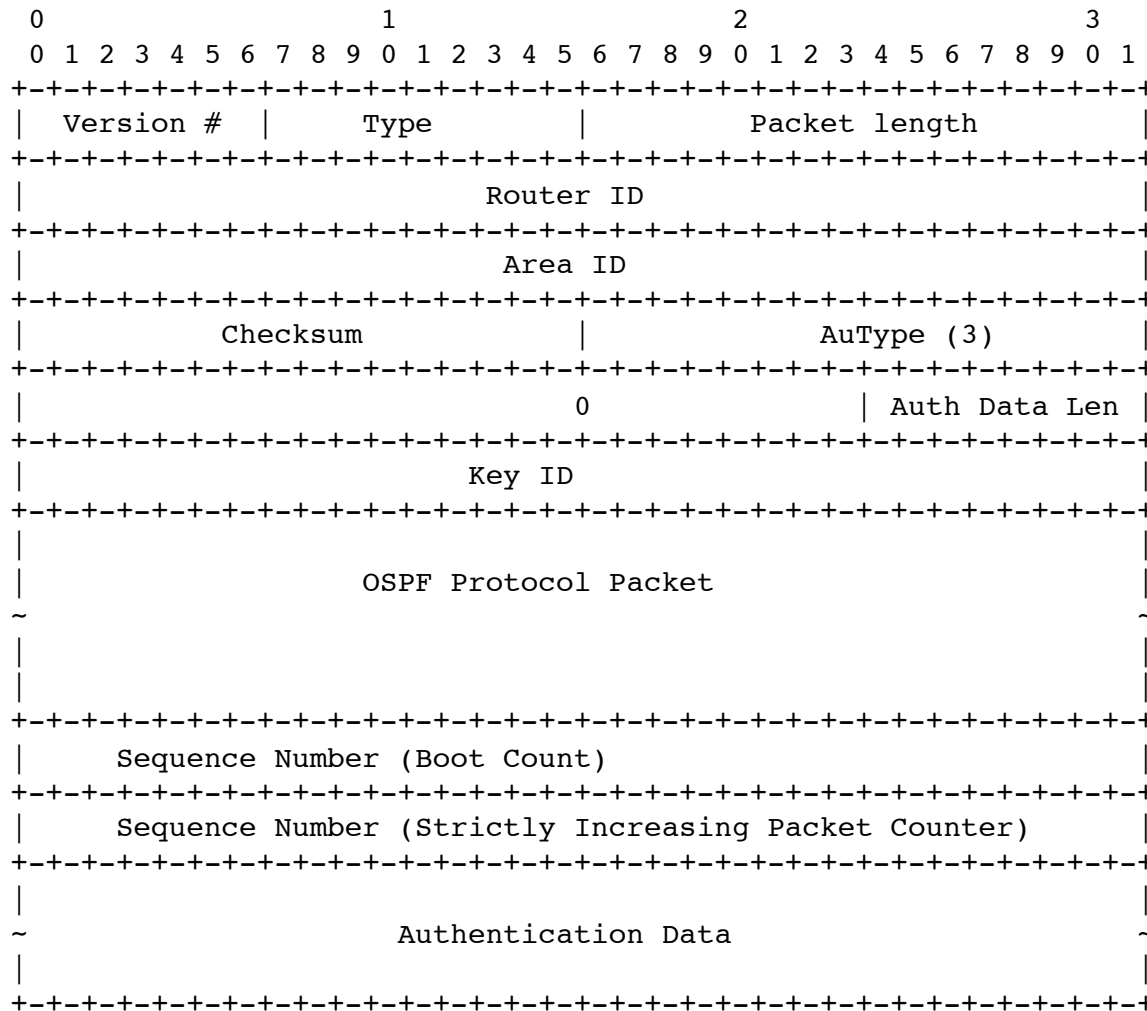 0                   1                   2                   3
 0 1 2 3 4 5 6 7 8 9 0 1 2 3 4 5 6 7 8 9 0 1 2 3 4 5 6 7 8 9 0 1
+-+-+-+-+-+-+-+-+-+-+-+-+-+-+-+-+-+-+-+-+-+-+-+-+-+-+-+-+-+-+-+-+
|  Version #  |     Type        |         Packet length         |
+-+-+-+-+-+-+-+-+-+-+-+-+-+-+-+-+-+-+-+-+-+-+-+-+-+-+-+-+-+-+-+-+
|                          Router ID                            |
+-+-+-+-+-+-+-+-+-+-+-+-+-+-+-+-+-+-+-+-+-+-+-+-+-+-+-+-+-+-+-+-+
|                           Area ID                             |
+-+-+-+-+-+-+-+-+-+-+-+-+-+-+-+-+-+-+-+-+-+-+-+-+-+-+-+-+-+-+-+-+
|           Checksum            |             AuType (3)        |
+-+-+-+-+-+-+-+-+-+-+-+-+-+-+-+-+-+-+-+-+-+-+-+-+-+-+-+-+-+-+-+-+
|                               0               | Auth Data Len |
+-+-+-+-+-+-+-+-+-+-+-+-+-+-+-+-+-+-+-+-+-+-+-+-+-+-+-+-+-+-+-+-+
|                         Key ID                                |
+-+-+-+-+-+-+-+-+-+-+-+-+-+-+-+-+-+-+-+-+-+-+-+-+-+-+-+-+-+-+-+-+
|                                                               |
|                   OSPF Protocol Packet                        |
~                                                               ~
|                                                               |
|                                                               |
+-+-+-+-+-+-+-+-+-+-+-+-+-+-+-+-+-+-+-+-+-+-+-+-+-+-+-+-+-+-+-+-+
|     Sequence Number (Boot Count)                              |
+-+-+-+-+-+-+-+-+-+-+-+-+-+-+-+-+-+-+-+-+-+-+-+-+-+-+-+-+-+-+-+-+
|     Sequence Number (Strictly Increasing Packet Counter)      |
+-+-+-+-+-+-+-+-+-+-+-+-+-+-+-+-+-+-+-+-+-+-+-+-+-+-+-+-+-+-+-+-+
|                                                               |
~                     Authentication Data                       ~
|                                                               |
+-+-+-+-+-+-+-+-+-+-+-+-+-+-+-+-+-+-+-+-+-+-+-+-+-+-+-+-+-+-+-+-+